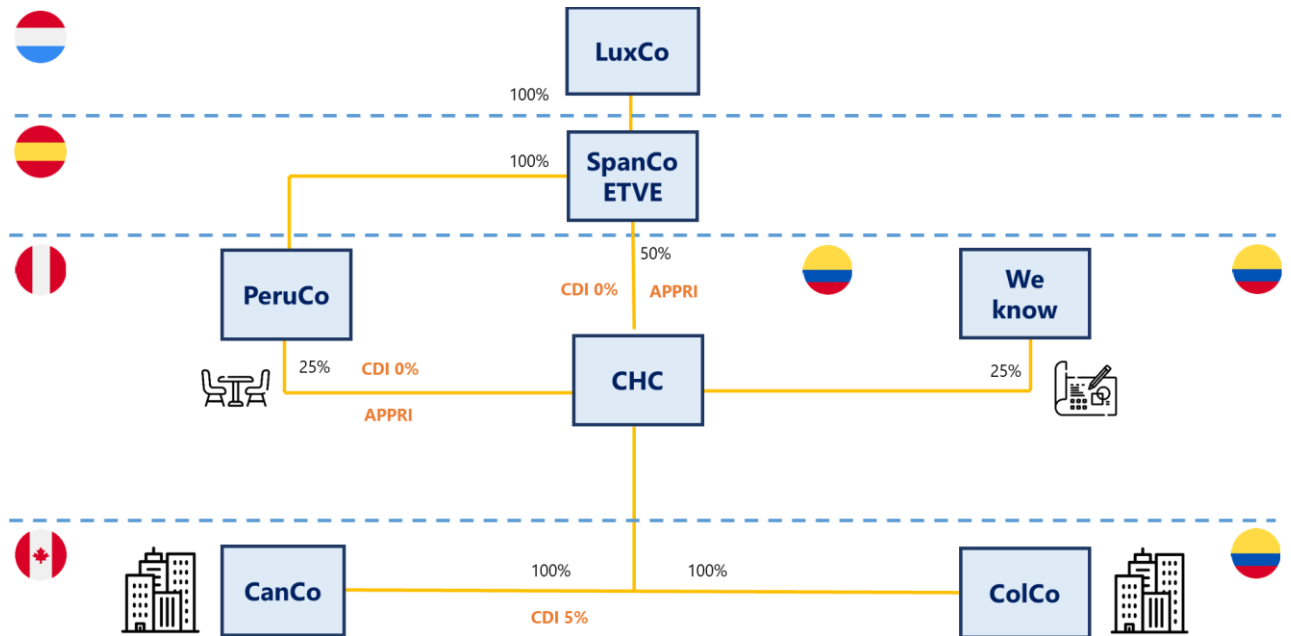 LuxCo
100%
100%
SpanCo
ETVE
50%
CDI 0%
APPRI
PeruCo
We
know
25%
CDI 0%
APPRI
CHC
25%
100%
100%
CanCo
CDI 5%
ColCo